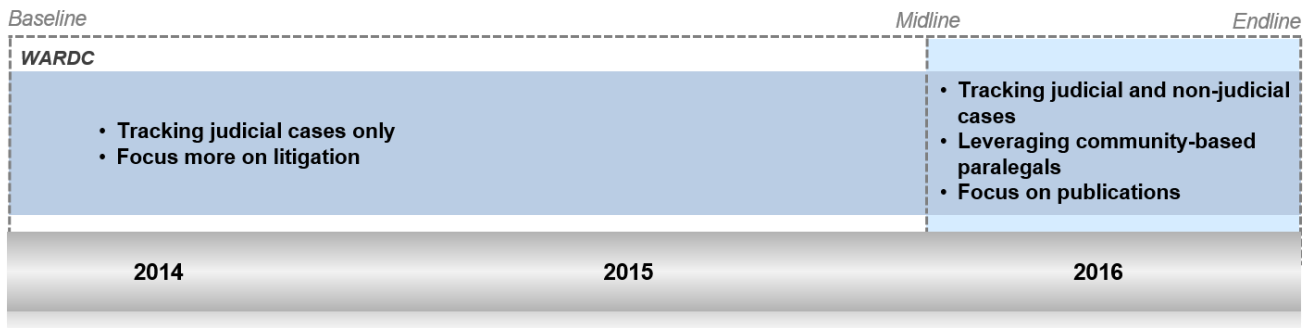 Baseline
Midline
Endline
WARDC
• Tracking judicial cases only
• Focus more on litigation
• Tracking judicial and non-judicial
cases
• Leveraging community-based
paralegals
• Focus on publications
2014
2015
2016